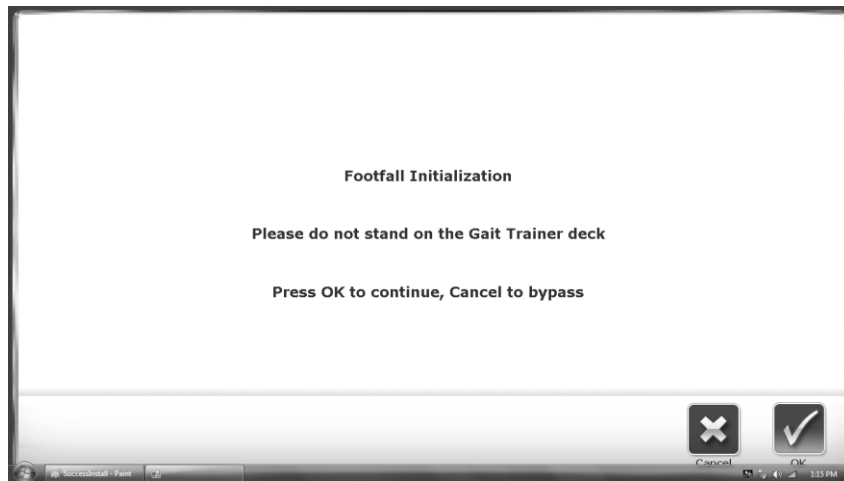 Footfall Initialization
Please do not stand on the Gait Trainer deck
Press OK to continue, Cancel to bypass
Cancel OK
SuccessInstall - Paint
1:15 PM